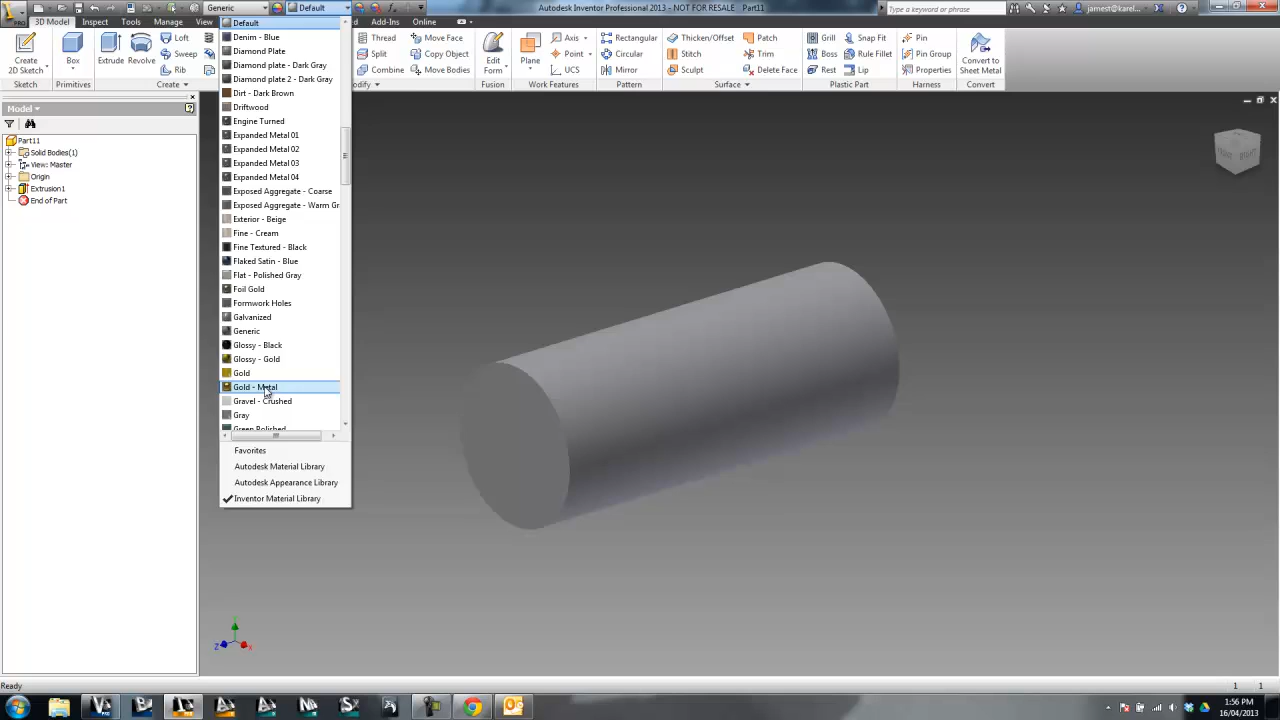 PRO
Generic
Default
Autodesk Inventor Professional 2013 - NOT FOR RESALE
Part11
Type a keyword or phrase
jamest@karel...
3D Model
Inspect
Tools
Manage
View
Add-Ins
Online
Create
2D Sketch
Sketch
Box
Primitives
Extrude
Revolve
Loft
Sweep
Rib
Create
Thread
Split
Combine
Move Face
Copy Object
Move Bodies
Edit
Form
Fusion
Plane
Axis
Point
UCS
Work Features
Rectangular
Circular
Mirror
Pattern
Thicken/Offset
Stitch
Sculpt
Patch
Trim
Delete Face
Surface
Grill
Boss
Rest
Snap Fit
Rule Fillet
Lip
Plastic Part
Pin
Pin Group
Properties
Harness
Convert to
Sheet Metal
Convert
Model
Part11
Solid Bodies(1)
View: Master
Origin
Extrusion1
End of Part
Default
Denim - Blue
Diamond Plate
Diamond plate - Dark Gray
Diamond plate 2 - Dark Gray
Dirt - Dark Brown
Driftwood
Engine Turned
Expanded Metal 01
Expanded Metal 02
Expanded Metal 03
Expanded Metal 04
Exposed Aggregate - Coarse
Exposed Aggregate - Warm Gr
Exterior - Beige
Fine - Cream
Fine Textured - Black
Flaked Satin - Blue
Flat - Polished Gray
Foil Gold
Formwork Holes
Galvanized
Generic
Glossy - Black
Glossy - Gold
Gold
Gold - Metal
Gravel - Crushed
Gray
Green Polished
Favorites
Autodesk Material Library
Autodesk Appearance Library
Inventor Material Library
RIGHT
Z
X
Ready
1
1
1:56 PM
16/04/2013